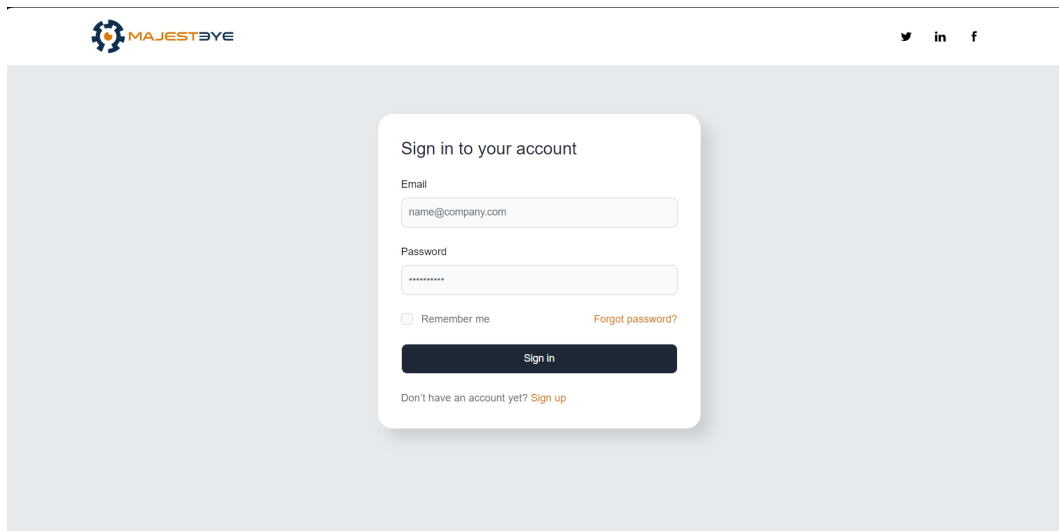 MAJESTEYE
Sign in to your account
Email
name@company.com
Password
••••••••••
Remember me
Forgot password?
Sign in
Don't have an account yet? Sign up